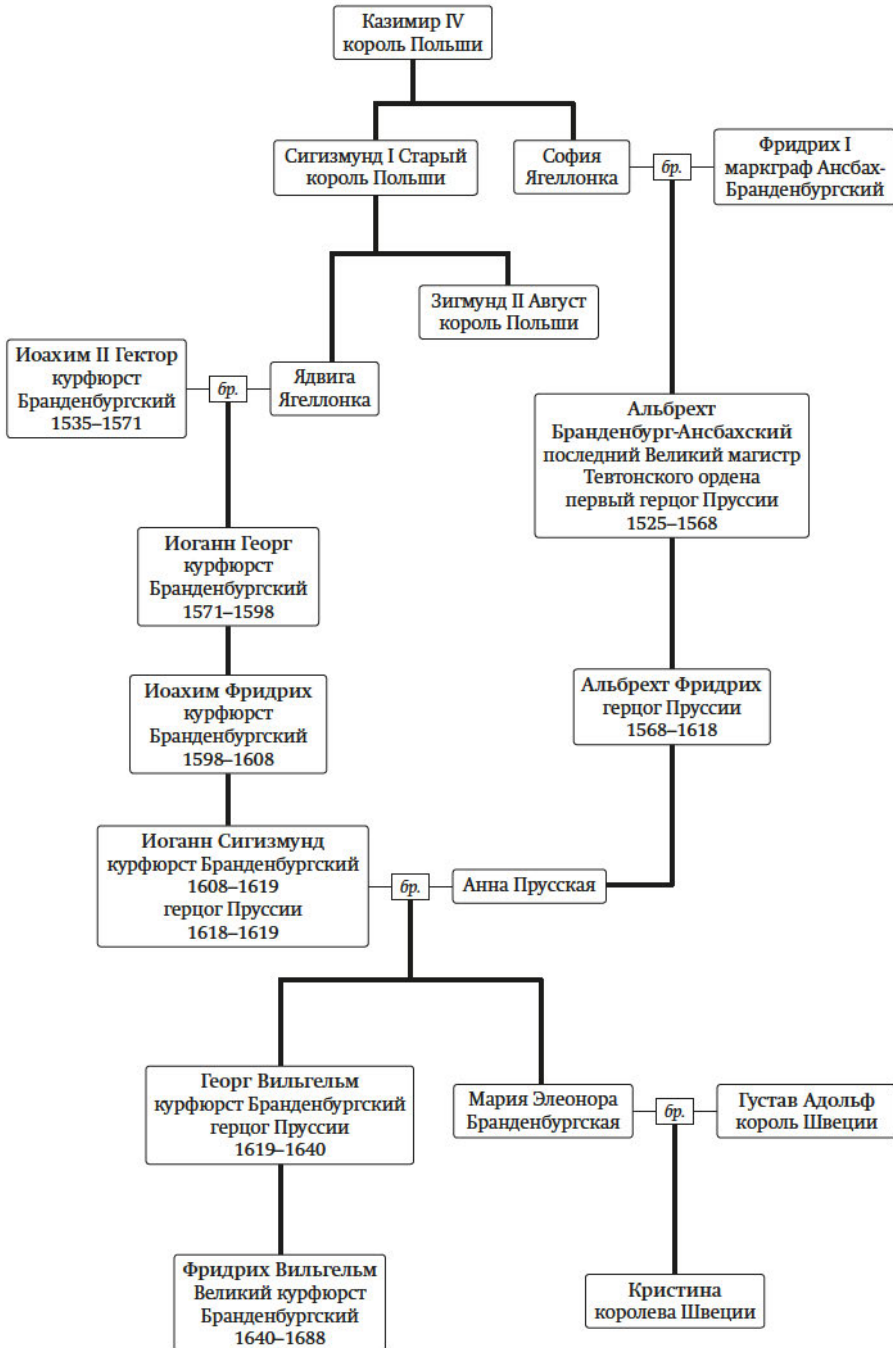 Казимир IV
король Польши
Сигизмунд I Старый
король Польши
София
Ягеллонка
бр.
Фридрих I
маркграф Ансбах-
Бранденбургский
Зигмунд II Август
король Польши
Иоахим II Гектор
курфюрст
Бранденбургский
1535–1571
бр.
Ядвига
Ягеллонка
Альбрехт
Бранденбург-Ансбахский
последний Великий магистр
Тевтонского ордена
первый герцог Пруссии
1525–1568
Иоганн Георг
курфюрст
Бранденбургский
1571–1598
Иоахим Фридрих
курфюрст
Бранденбургский
1598–1608
Альбрехт Фридрих
герцог Пруссии
1568–1618
Иоганн Сигизмунд
курфюрст Бранденбургский
1608–1619
герцог Пруссии
1618–1619
бр.
Анна Прусская
Георг Вильгельм
курфюрст Бранденбургский
герцог Пруссии
1619–1640
Мария Элеонора
Бранденбургская
бр.
Густав Адольф
король Швеции
Фридрих Вильгельм
Великий курфюрст
Бранденбургский
1640–1688
Кристина
королева Швеции